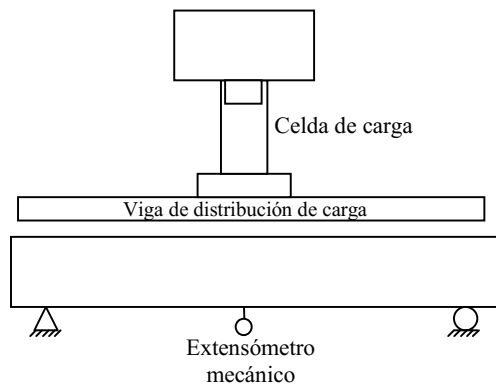 Celda de carga
Viga de distribución de carga
Extensómetro
mecánico